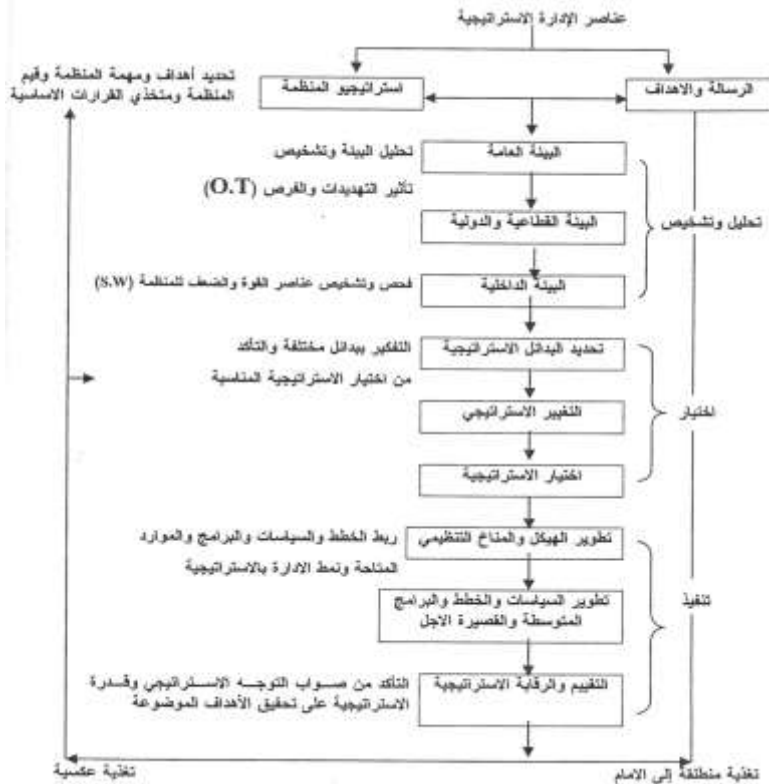 عناصر الإدارة الاستراتيجية
الرسالة والاهداف
استراتيجيو المنظمة
تحديد أهداف ومهمة المنظمة وقيم
المنظمة ومتخذي القرارات الاساسية
تحليل وتشخيص
البيئة العامة
تحليل البيئة وتشخيص
تأثير التهديدات والفرص (O.T)
البيئة القطاعية والدولية
البيئة الداخلية
فحص وتشخيص عناصر القوة والضعف للمنظمة (S.W)
اختيار
تحديد البدائل الاستراتيجية
التفكير ببدائل مختلفة والتأكد
من اختيار الاستراتيجية المناسبة
التغيير الاستراتيجي
اختيار الاستراتيجية
تنفيذ
تطوير الهيكل والمناخ التنظيمي
ربط الخطط والسياسات والبرامج والموارد
المتاحة ونمط الادارة بالاستراتيجية
تطوير السياسات والخطط والبرامج
المتوسطة والقصيرة الاجل
التقييم والرقابة الاستراتيجية
التأكد من صواب التوجه الاستراتيجي وقدرة
الاستراتيجية على تحقيق الأهداف الموضوعة
تغذية منطلقة إلى الامام
تغذية عكسية